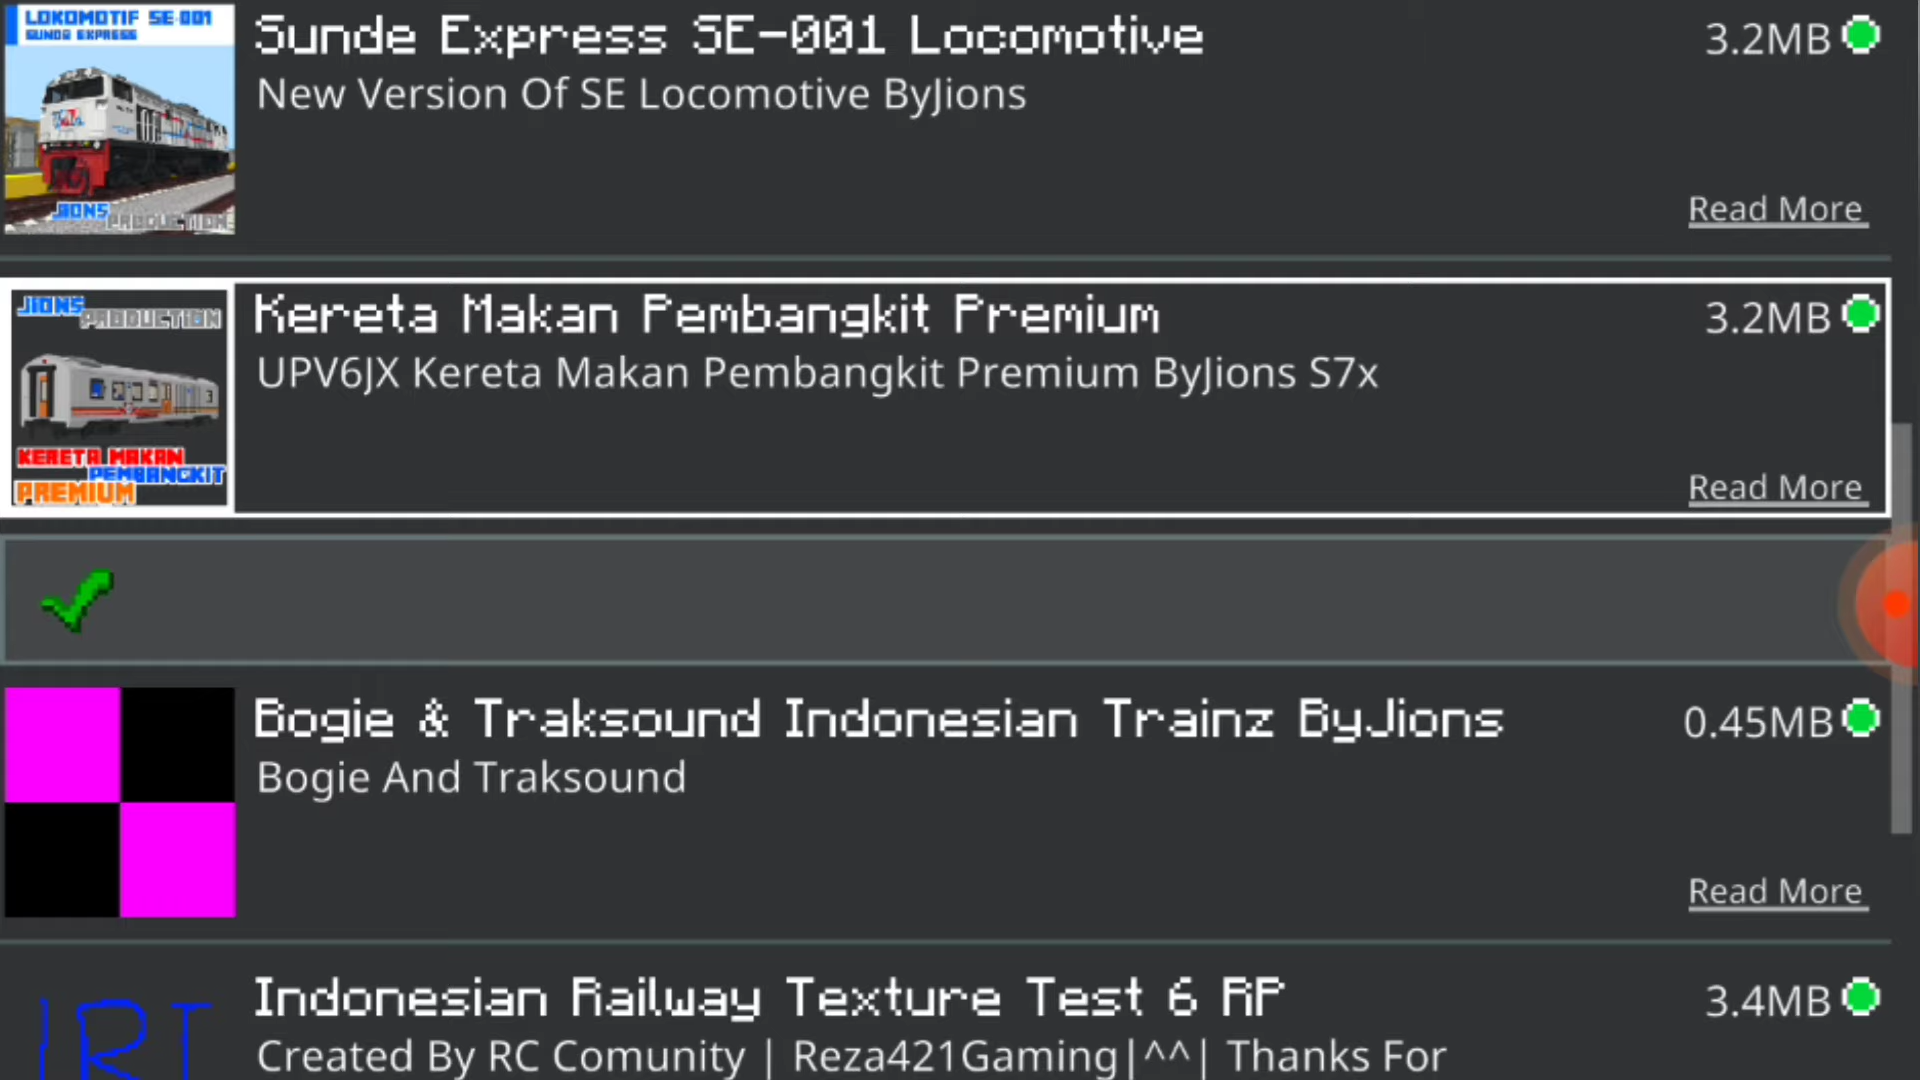 LOKOMOTIF SE-001
SUNDA EXPRESS
JIONS
PRODUCTION
Sunde Express SE-001 Locomotive
3.2MB
New Version Of SE Locomotive ByJions
Read More
JIONS
PRODUCTION
KERETA MAKAN
PEMBANGKIT
PREMIUM
Kereta Makan Pembangkit Premium
3.2MB
UPV6JX Kereta Makan Pembangkit Premium ByJions S7x
Read More
Bogie & Traksound Indonesian Trainz ByJions
0.45MB
Bogie And Traksound
Read More
IRT
Indonesian Railway Texture Test 6 RP
3.4MB
Created By RC Comunity | Reza421Gaming|^^| Thanks For